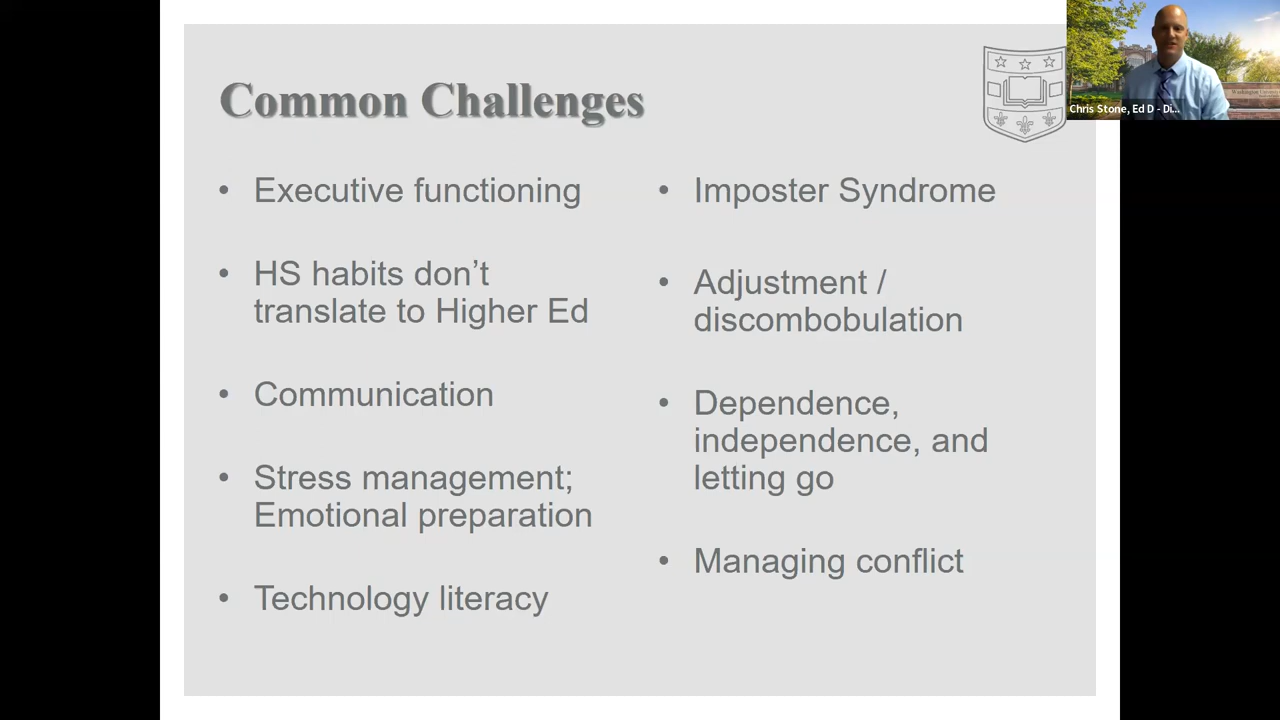 Common Challenges
• Executive functioning
• HS habits don’t
translate to Higher Ed
• Communication
• Stress management;
Emotional preparation
• Technology literacy
• Imposter Syndrome
• Adjustment /
discombobulation
• Dependence,
independence, and
letting go
• Managing conflict
Chris Stone, Ed D - Di...
Washington